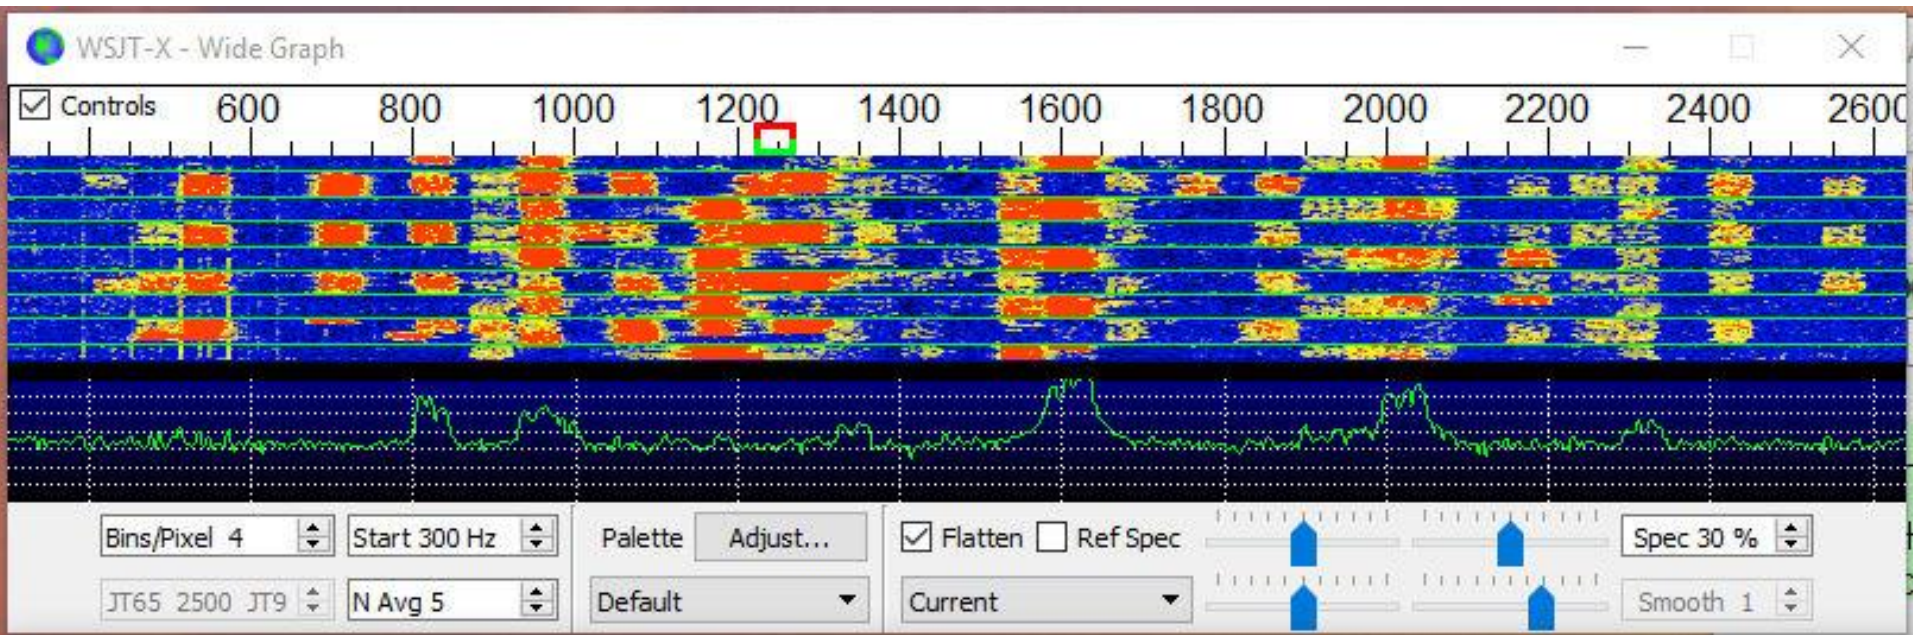 WSJT-X - Wide Graph
Controls 600 800 1000 1200 1400 1600 1800 2000 2200 2400 2600
Bins/Pixel 4 Start 300 Hz Palette Adjust... Flatten Ref Spec Spec 30 %
JT65 2500 JT9 N Avg 5 Default Current Smooth 1